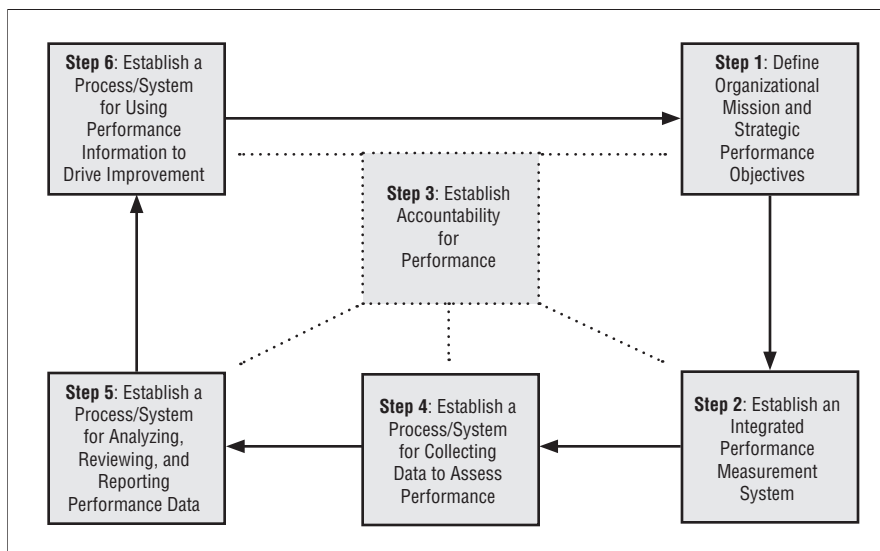 Step 6: Establish a
Process/System
for Using
Performance
Information to
Drive Improvement
Step 1: Define
Organizational
Mission and
Strategic
Performance
Objectives
Step 3: Establish
Accountability
for
Performance
Step 5: Establish a
Process/System
for Analyzing,
Reviewing, and
Reporting
Performance Data
Step 4: Establish a
Process/System
for Collecting
Data to Assess
Performance
Step 2: Establish an
Integrated
Performance
Measurement
System